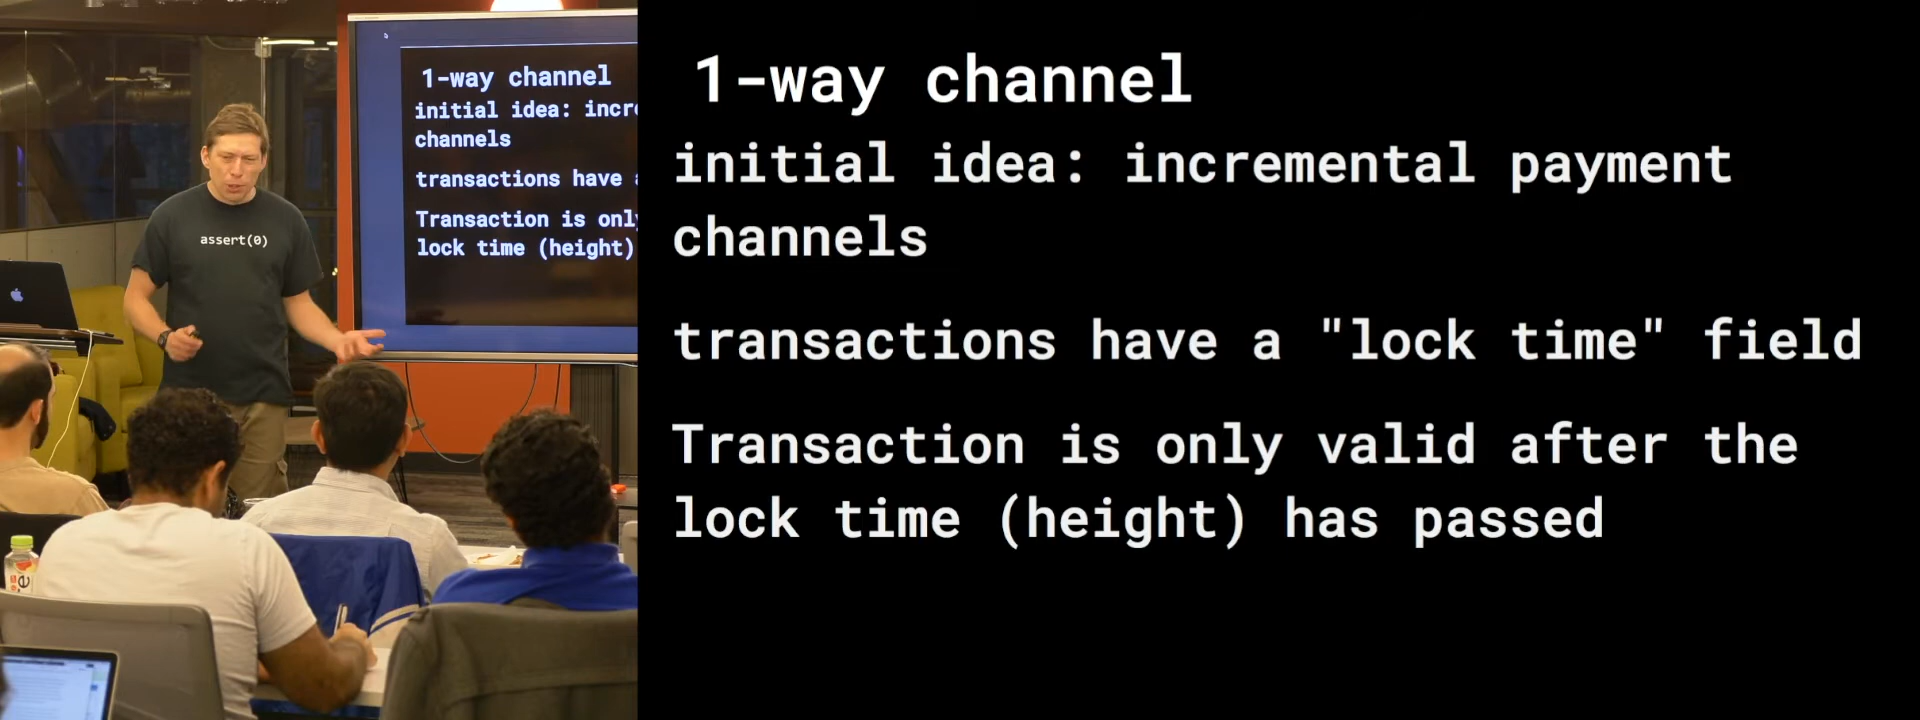 1-way channel
initial idea: incr
channels
transactions have
Transaction is only
lock time (height)
assert(0)
1-way channel
initial idea: incremental payment
channels
transactions have a "lock time" field
Transaction is only valid after the
lock time (height) has passed